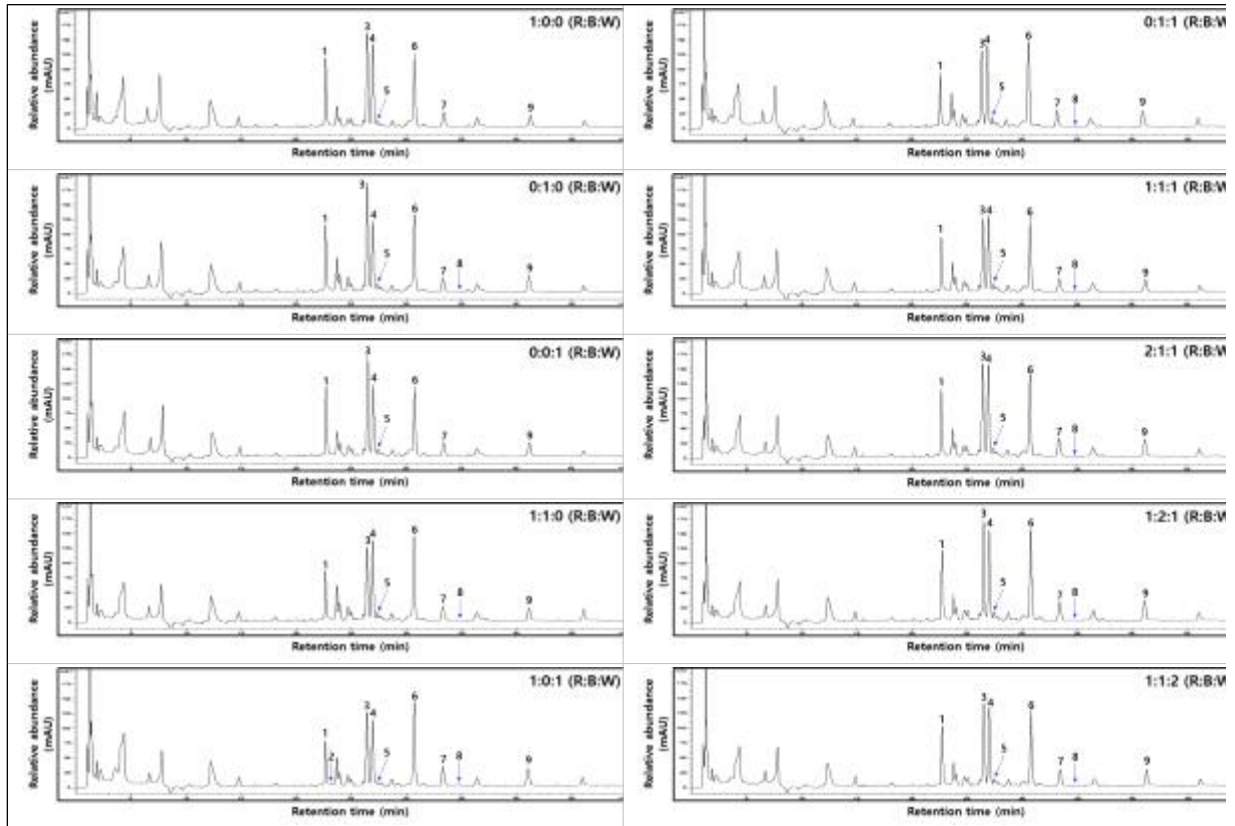 1:0:0 (R:B:W)
Relative abundance
(mAU)
1
3
4
5
6
7
9
Retention time (min)
0:1:0 (R:B:W)
Relative abundance
(mAU)
1
3
4
5
6
7
8
9
Retention time (min)
0:0:1 (R:B:W)
Relative abundance
(mAU)
1
3
4
5
6
7
9
Retention time (min)
1:1:0 (R:B:W)
Relative abundance
(mAU)
1
3
4
5
6
7
8
9
Retention time (min)
1:0:1 (R:B:W)
Relative abundance
(mAU)
1
2
3
4
5
6
7
8
9
Retention time (min)
0:1:1 (R:B:W
Relative abundance
(mAU)
1
3
4
5
6
7
8
9
Retention time (min)
1:1:1 (R:B:W
Relative abundance
(mAU)
1
3
4
5
6
7
8
9
Retention time (min)
2:1:1 (R:B:W
Relative abundance
(mAU)
1
3
4
5
6
7
8
9
Retention time (min)
1:2:1 (R:B:W
Relative abundance
(mAU)
1
3
4
5
6
7
8
9
Retention time (min)
1:1:2 (R:B:W
Relative abundance
(mAU)
1
3
4
5
6
7
8
9
Retention time (min)